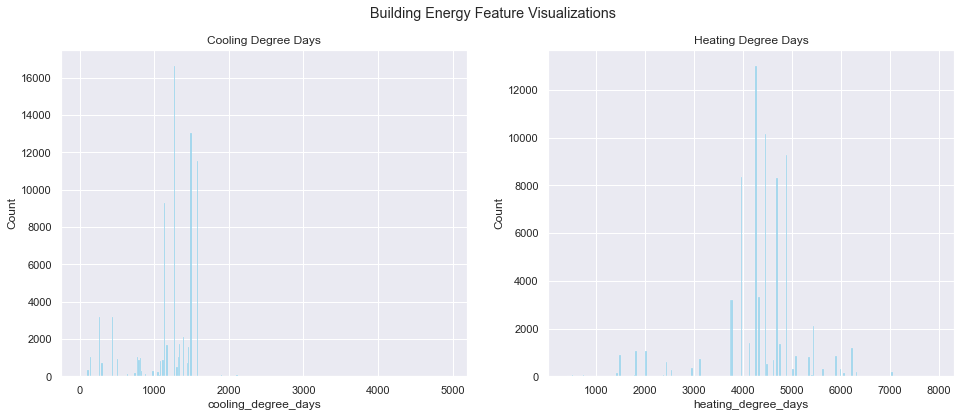 Building Energy Feature Visualizations
Cooling Degree Days
16000
14000
12000
10000
8000
6000
4000
2000
0
Count
0 1000 2000 3000 4000 5000
cooling_degree_days
Heating Degree Days
12000
10000
8000
6000
4000
2000
0
Count
1000 2000 3000 4000 5000 6000 7000 8000
heating_degree_days